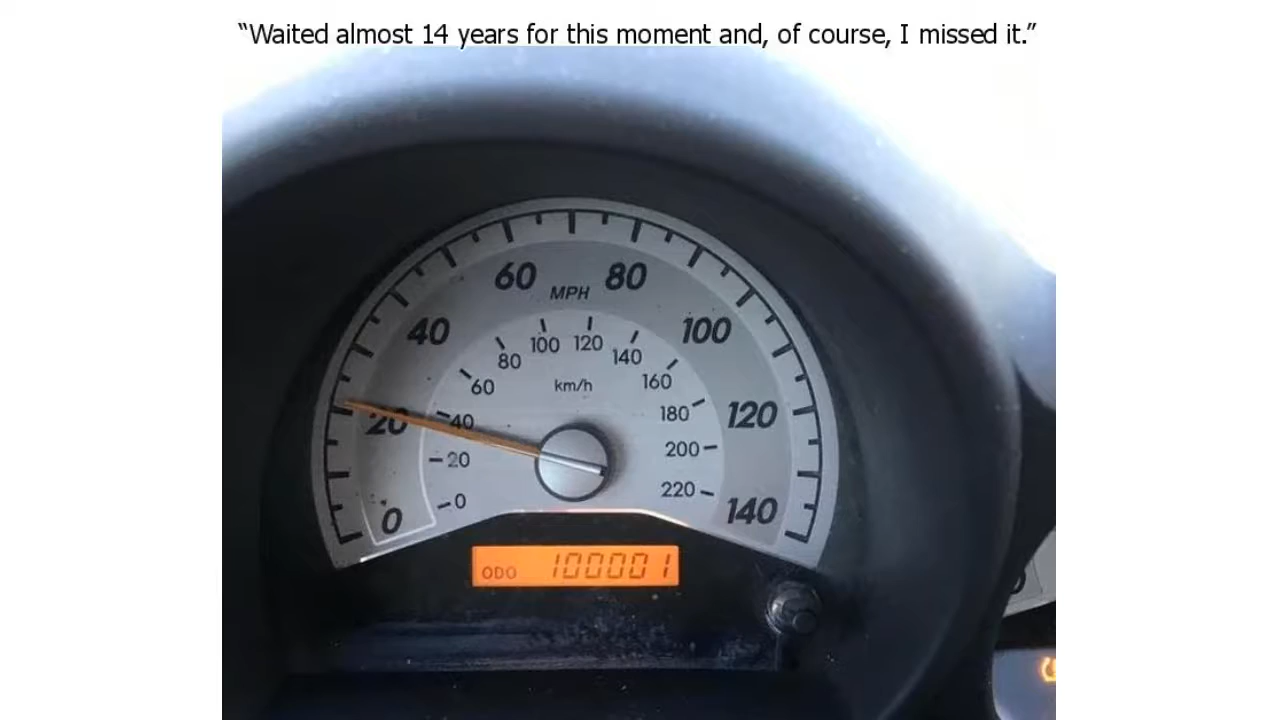 “Waited almost 14 years for this moment and, of course, I missed it.”
60 80
MPH
40 100
100 120
80 140
60 km/h 160
20 40 180 120
20 200
0 0 220 140
ODO 100001